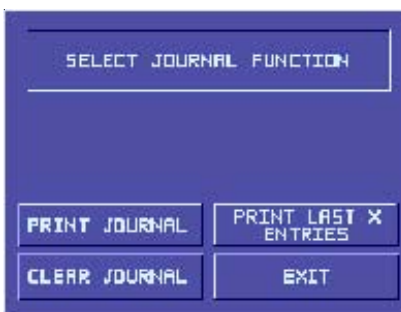 SELECT JOURNAL FUNCTION
PRINT JOURNAL
PRINT LAST X
ENTRIES
CLEAR JOURNAL
EXIT